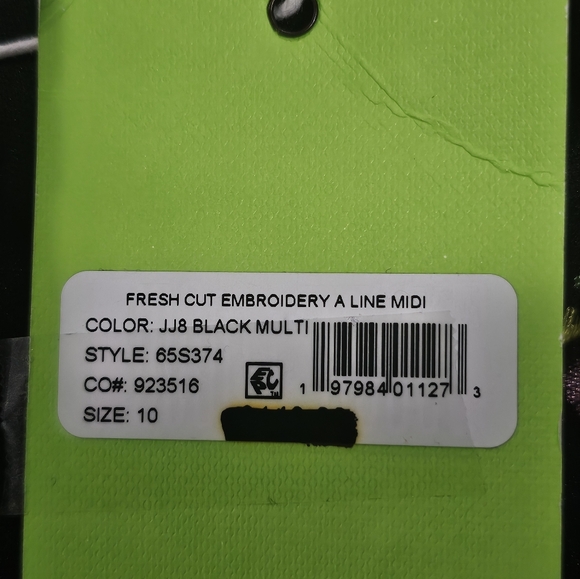 FRESH CUT EMBROIDERY A LINE MIDI
COLOR: JJ8 BLACK MULTI
STYLE: 65S374
CO#: 923516
SIZE: 10
1 97984 01127 3